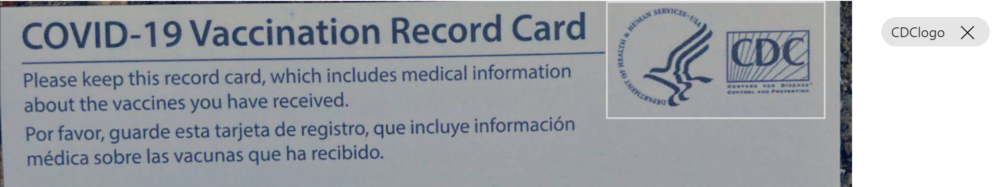 COVID-19 Vaccination Record Card
Please keep this record card, which includes medical information
about the vaccines you have received.
Por favor, guarde esta tarjeta de registro, que incluye información
médica sobre las vacunas que ha recibido.
DEPARTMENT OF HEALTH & HUMAN SERVICES · USA
CDC
CENTERS FOR DISEASE
CONTROL AND PREVENTION
CDClogo